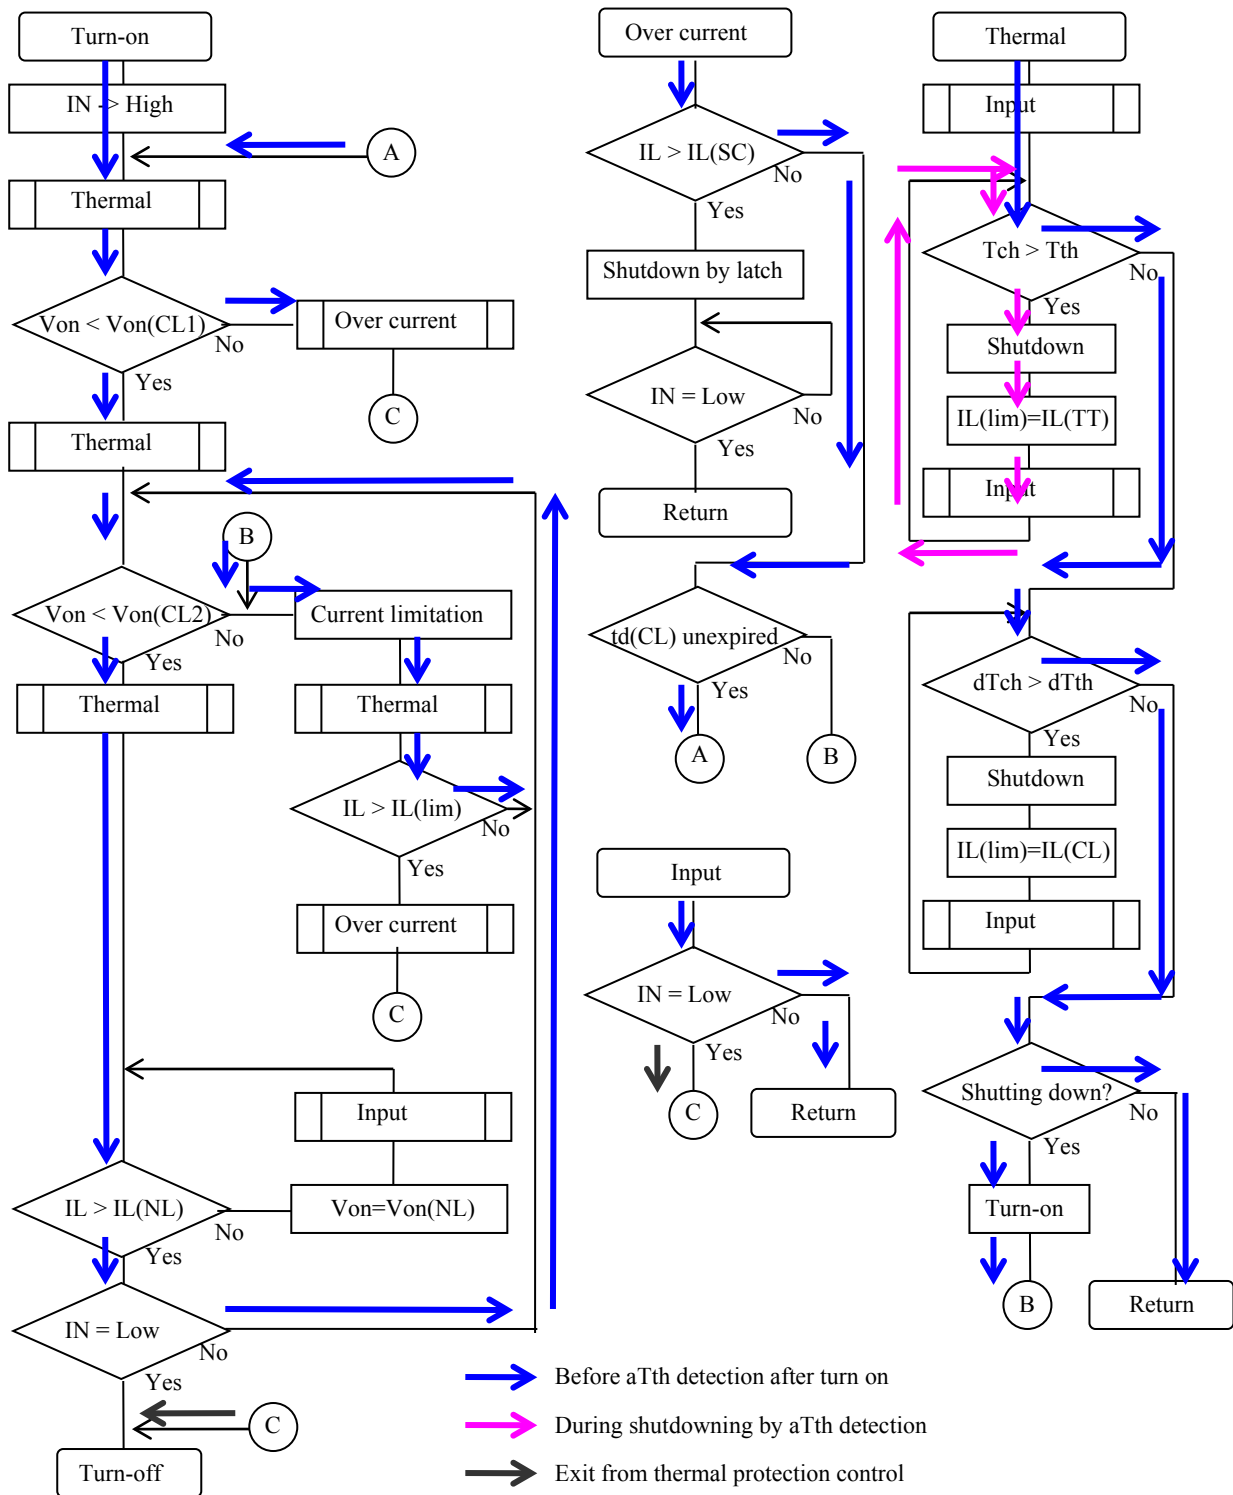 Turn-on
IN -> High
A
Thermal
Von < Von(CL1)
No
Yes
Over current
C
Thermal
B
Von < Von(CL2)
No
Yes
Current limitation
Thermal
Thermal
IL > IL(lim)
No
Yes
Over current
C
Input
Von=Von(NL)
IL > IL(NL)
No
Yes
IN = Low
No
Yes
C
Turn-off
Over current
IL > IL(SC)
No
Yes
Shutdown by latch
IN = Low
No
Yes
Return
td(CL) unexpired
No
Yes
A
B
Input
IN = Low
No
Yes
C
Return
Thermal
Input
Tch > Tth
No
Yes
Shutdown
IL(lim)=IL(TT)
Input
dTch > dTth
No
Yes
Shutdown
IL(lim)=IL(CL)
Input
Shutting down?
No
Yes
Turn-on
B
Return
Before aTth detection after turn on
During shutdowning by aTth detection
Exit from thermal protection control